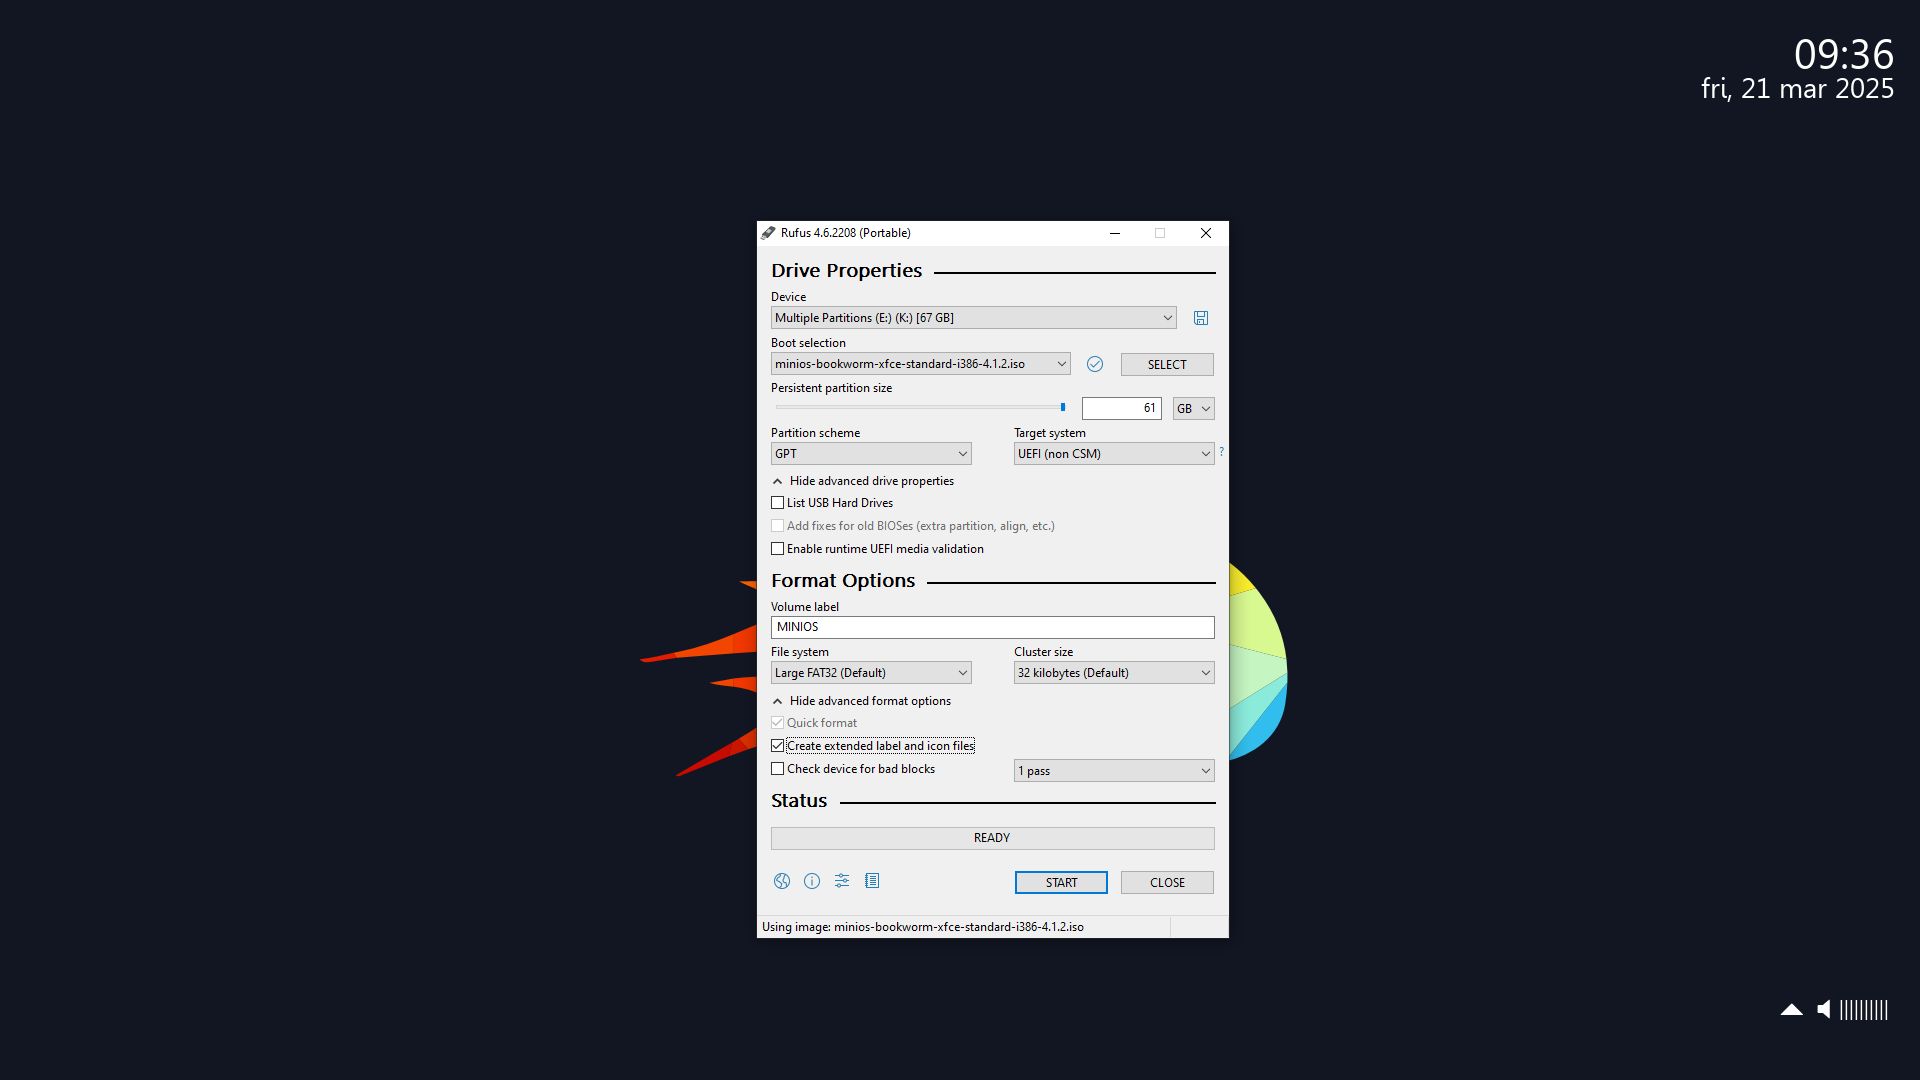 09:36
fri, 21 mar 2025
Rufus 4.6.2208 (Portable)
Drive Properties
Device
Multiple Partitions (E:) (K:) [67 GB]
Boot selection
minios-bookworm-xfce-standard-i386-4.1.2.iso
SELECT
Persistent partition size
61
GB
Partition scheme
Target system
GPT
UEFI (non CSM)
?
Hide advanced drive properties
List USB Hard Drives
Add fixes for old BIOSes (extra partition, align, etc.)
Enable runtime UEFI media validation
Format Options
Volume label
MINIOS
File system
Cluster size
Large FAT32 (Default)
32 kilobytes (Default)
Hide advanced format options
Quick format
Create extended label and icon files
Check device for bad blocks
1 pass
Status
READY
START
CLOSE
Using image: minios-bookworm-xfce-standard-i386-4.1.2.iso